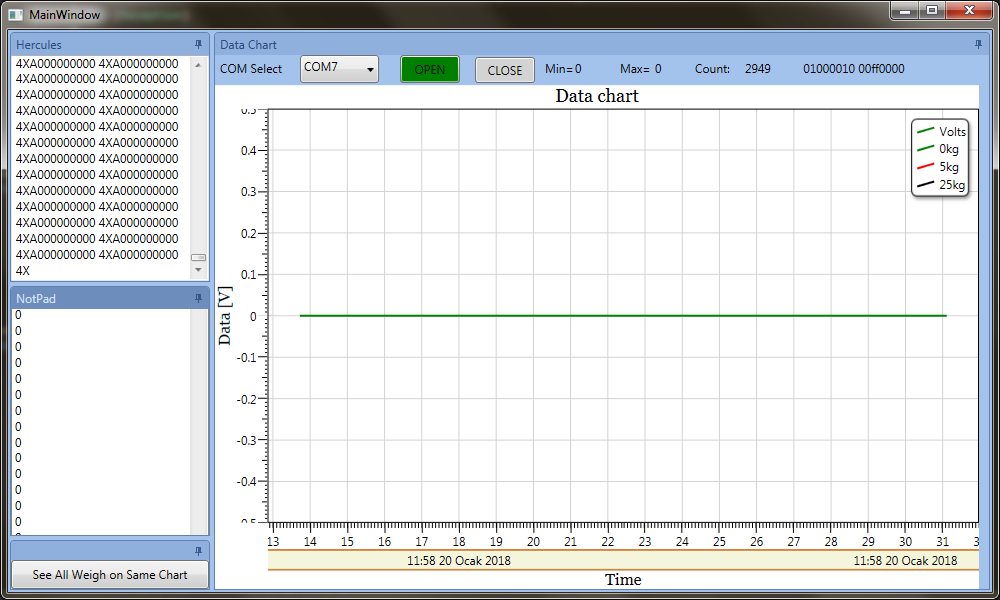 MainWindow
Hercules
4XA000000000 4XA000000000
4XA000000000 4XA000000000
4XA000000000 4XA000000000
4XA000000000 4XA000000000
4XA000000000 4XA000000000
4XA000000000 4XA000000000
4XA000000000 4XA000000000
4XA000000000 4XA000000000
4XA000000000 4XA000000000
4XA000000000 4XA000000000
4XA000000000 4XA000000000
4XA000000000 4XA000000000
4XA000000000 4XA000000000
4X
NotPad
0
0
0
0
0
0
0
0
0
0
0
0
0
0
See All Weigh on Same Chart
Data Chart
COM Select COM7 OPEN CLOSE Min= 0 Max= 0 Count: 2949 01000010 00ff0000
Data chart
Volts
0kg
5kg
25kg
Data [V]
0.5
0.4
0.3
0.2
0.1
0
-0.1
-0.2
-0.3
-0.4
-0.5
13 14 15 16 17 18 19 20 21 22 23 24 25 26 27 28 29 30 31
11:58 20 Ocak 2018 11:58 20 Ocak 2018
Time